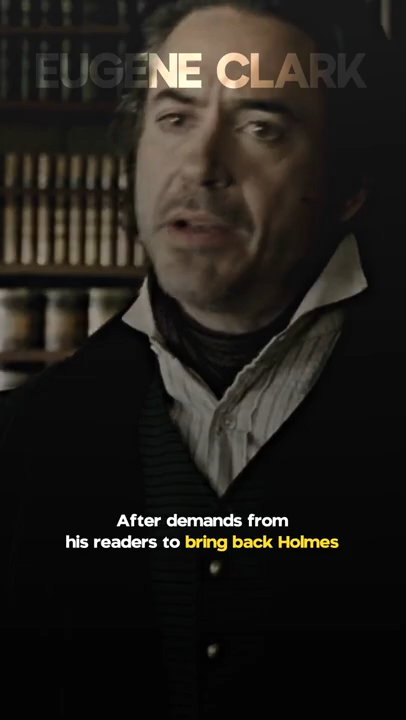 EUGENE CLARK
After demands from
his readers to bring back Holmes